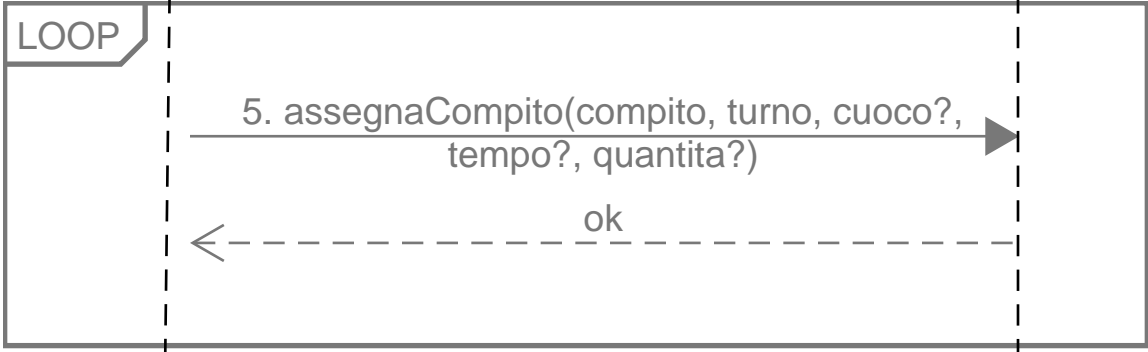 LOOP
5. assegnaCompito(compito, turno, cuoco?,
tempo?, quantita?)
ok